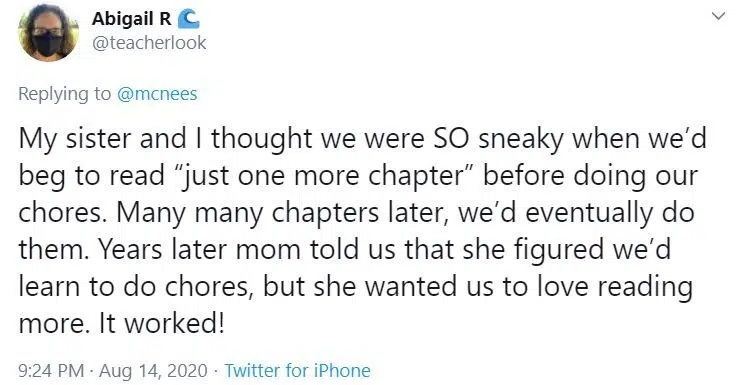 Abigail R 🌊
@teacherlook
Replying to @mcnees
My sister and I thought we were SO sneaky when we’d
beg to read “just one more chapter” before doing our
chores. Many many chapters later, we’d eventually do
them. Years later mom told us that she figured we’d
learn to do chores, but she wanted us to love reading
more. It worked!
9:24 PM · Aug 14, 2020 · Twitter for iPhone